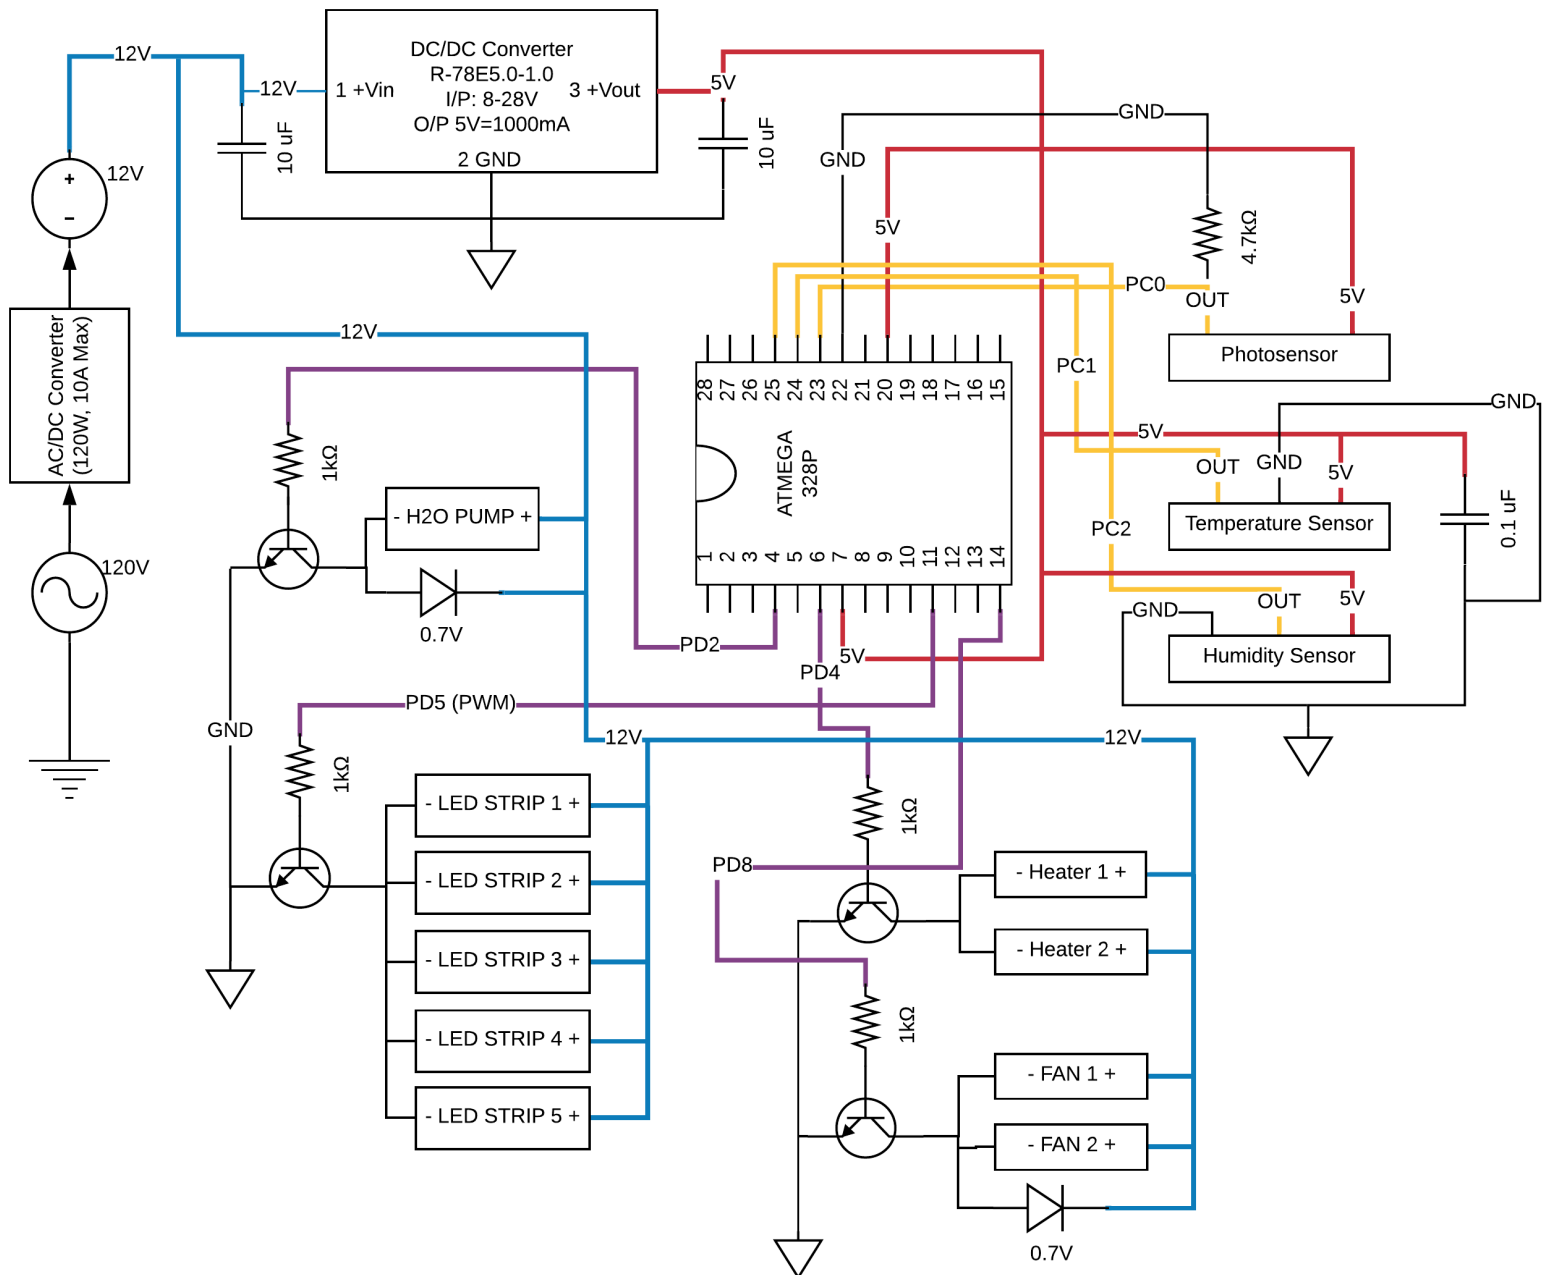 12V
12V
DC/DC Converter
R-78E5.0-1.0
I/P: 8-28V
O/P 5V=1000mA
1 +Vin
3 +Vout
2 GND
5V
10 uF
10 uF
12V
120V
AC/DC Converter
(120W, 10A Max)
12V
GND
GND
5V
4.7kΩ
PC0
OUT
5V
Photosensor
PC1
GND
5V
OUT
GND
5V
Temperature Sensor
0.1 uF
PC2
OUT
5V
GND
Humidity Sensor
28
27
26
25
24
23
22
21
20
19
18
17
16
15
ATMEGA
328P
1
2
3
4
5
6
7
8
9
10
11
12
13
14
1kΩ
- H2O PUMP +
0.7V
PD2
5V
PD4
PD5 (PWM)
GND
12V
12V
1kΩ
- LED STRIP 1 +
- LED STRIP 2 +
- LED STRIP 3 +
- LED STRIP 4 +
- LED STRIP 5 +
1kΩ
PD8
- Heater 1 +
- Heater 2 +
1kΩ
- FAN 1 +
- FAN 2 +
0.7V